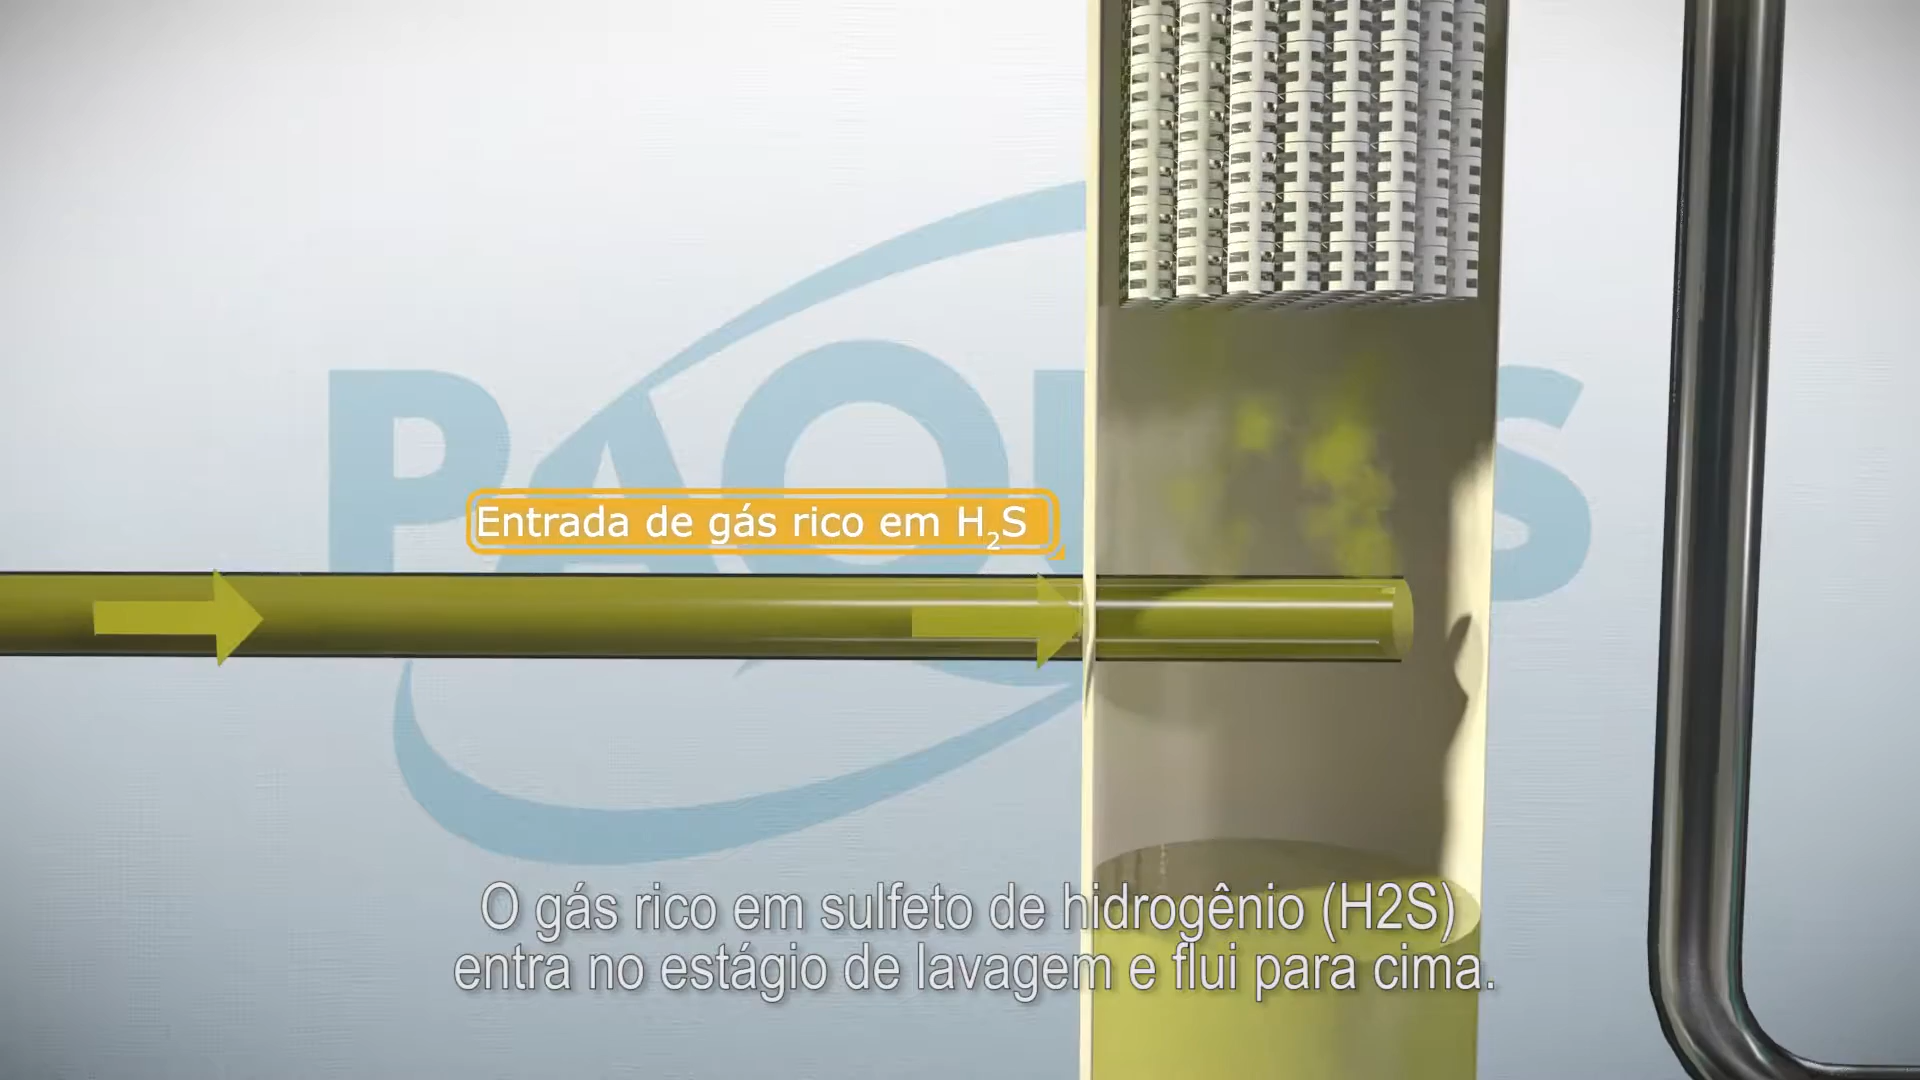 PAQUES
Entrada de gás rico em H₂S
O gás rico em sulfeto de hidrogênio (H2S)
entra no estágio de lavagem e flui para cima.